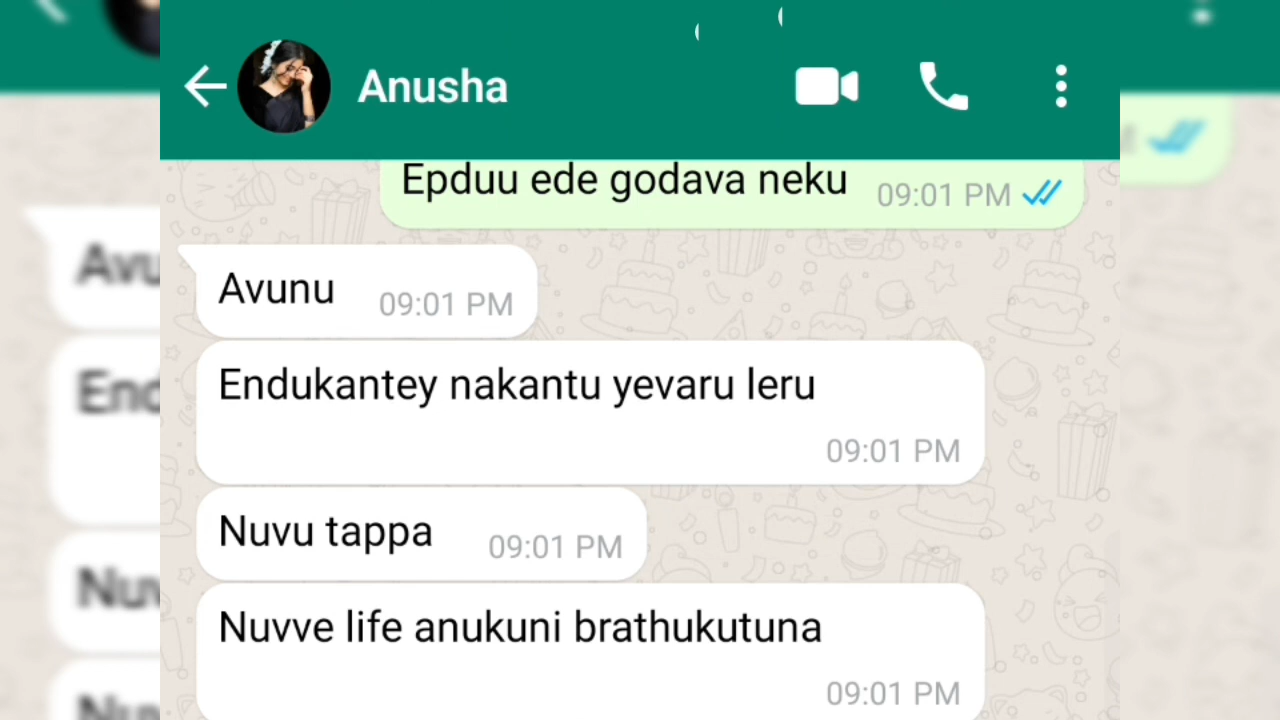 Anusha
Epduu ede godava neku 09:01 PM
Avunu 09:01 PM
Endukantey nakantu yevaru leru
09:01 PM
Nuvu tappa 09:01 PM
Nuvve life anukuni brathukutuna
09:01 PM